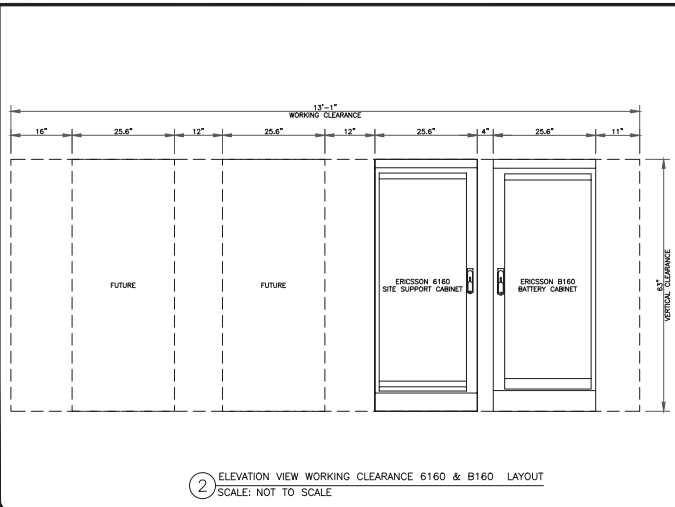 13'-1"
WORKING CLEARANCE
16" 25.6" 12" 25.6" 12" 25.6" 4" 25.6" 11"
FUTURE
FUTURE
ERICSSON 6160
SITE SUPPORT CABINET
ERICSSON B160
BATTERY CABINET
63"
VERTICAL CLEARANCE
2
ELEVATION VIEW WORKING CLEARANCE 6160 & B160 LAYOUT
SCALE: NOT TO SCALE